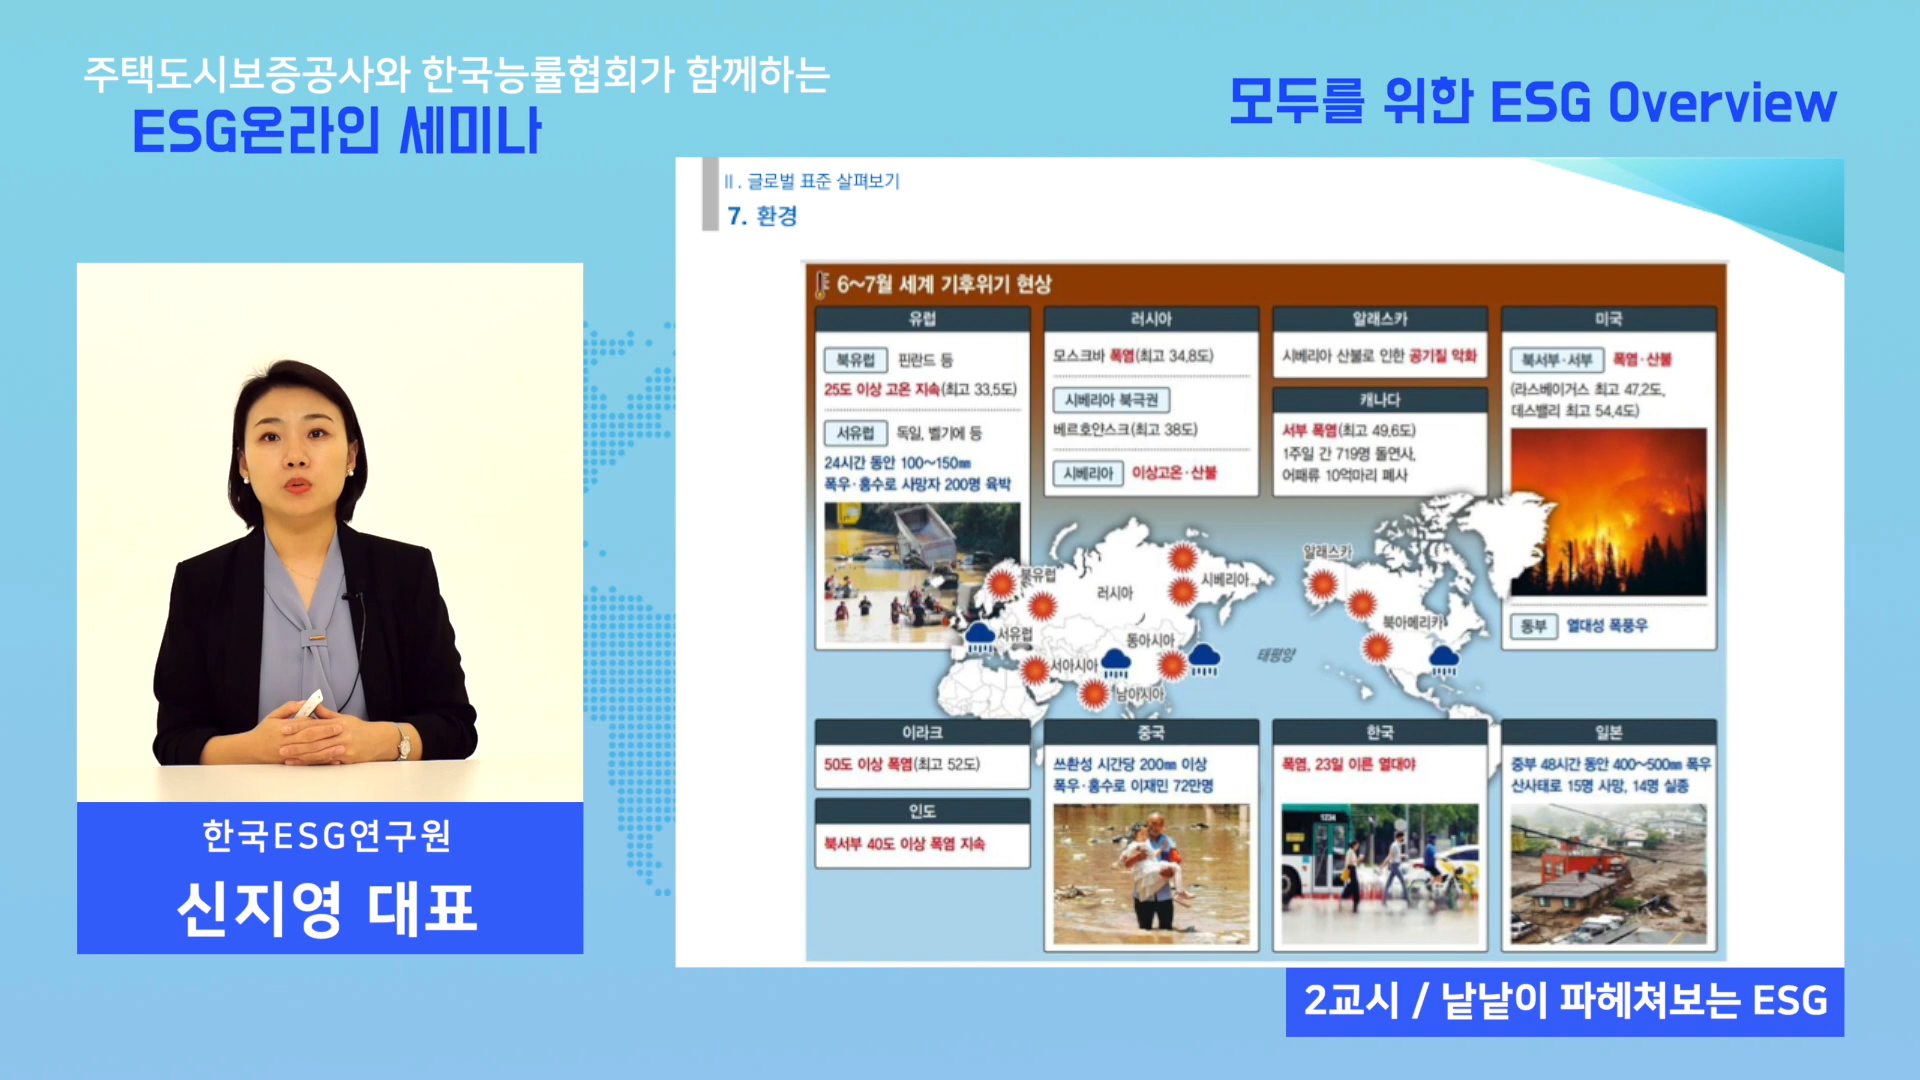 주택도시보증공사와 한국능률협회가 함께하는
ESG온라인 세미나
모두를 위한 ESG Overview
Ⅱ. 글로벌 표준 살펴보기
7. 환경
6~7월 세계 기후위기 현상
유럽
북유럽 핀란드 등
25도 이상 고온 지속(최고 33.5도)
서유럽 독일, 벨기에 등
24시간 동안 100~150㎜
폭우·홍수로 사망자 200명 육박
러시아
모스크바 폭염(최고 34.8도)
시베리아 북극권
베르호얀스크(최고 38도)
시베리아 이상고온·산불
알래스카
시베리아 산불로 인한 공기질 악화
캐나다
서부 폭염(최고 49.6도)
1주일 간 719명 돌연사,
어패류 10억마리 폐사
미국
북서부·서부 폭염·산불
(라스베이거스 최고 47.2도,
데스밸리 최고 54.4도)
동부 열대성 폭풍우
북유럽
서유럽
러시아
시베리아
동아시아
서아시아
남아시아
태평양
알래스카
북아메리카
이라크
50도 이상 폭염(최고 52도)
인도
북서부 40도 이상 폭염 지속
중국
쓰촨성 시간당 200㎜ 이상
폭우·홍수로 이재민 72만명
한국
폭염, 23일 이른 열대야
1234
일본
중부 48시간 동안 400~500㎜ 폭우
산사태로 15명 사망, 14명 실종
한국ESG연구원
신지영 대표
2교시 / 낱낱이 파헤쳐보는 ESG